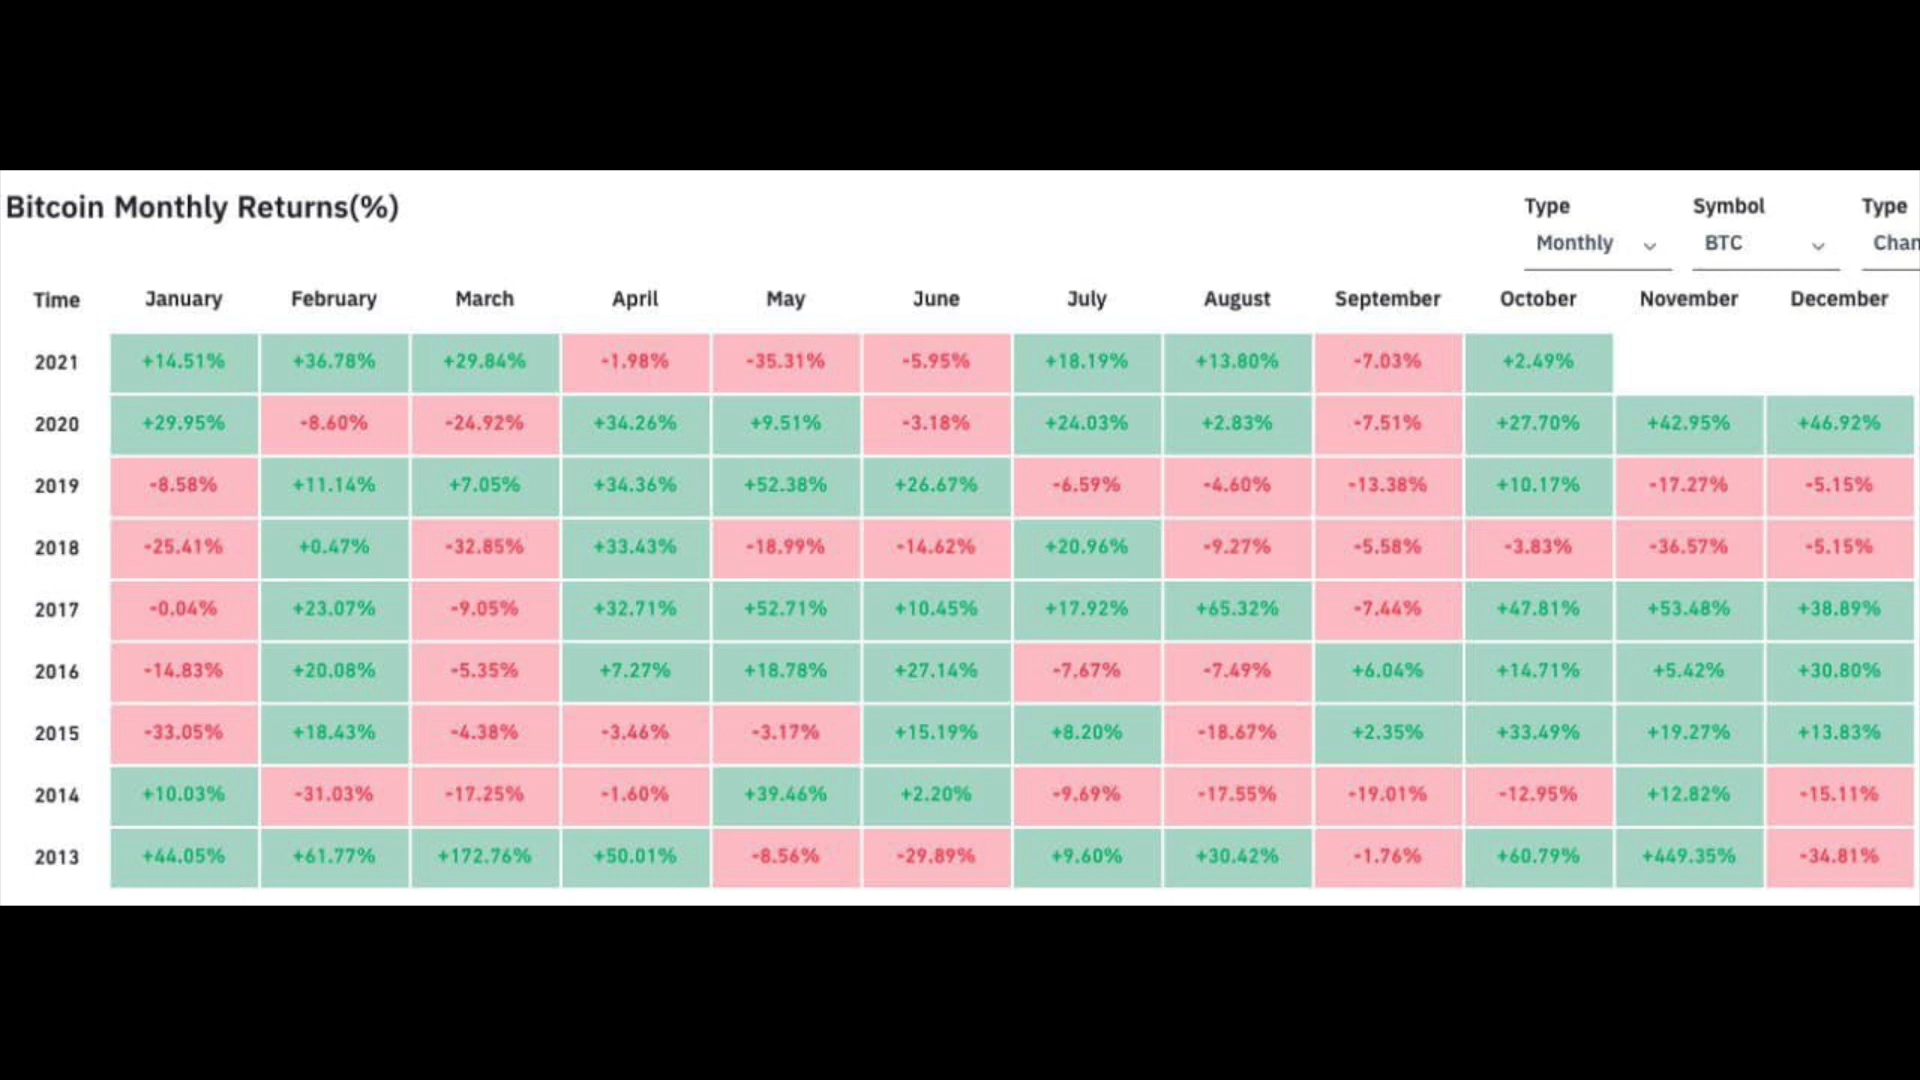 Bitcoin Monthly Returns(%)
Type Symbol Type
Monthly BTC Chan
Time January February March April May June July August September October November December
2021 +14.51% +36.78% +29.84% -1.98% -35.31% -5.95% +18.19% +13.80% -7.03% +2.49%
2020 +29.95% -8.60% -24.92% +34.26% +9.51% -3.18% +24.03% +2.83% -7.51% +27.70% +42.95% +46.92%
2019 -8.58% +11.14% +7.05% +34.36% +52.38% +26.67% -6.59% -4.60% -13.38% +10.17% -17.27% -5.15%
2018 -25.41% +0.47% -32.85% +33.43% -18.99% -14.62% +20.96% -9.27% -5.58% -3.83% -36.57% -5.15%
2017 -0.04% +23.07% -9.05% +32.71% +52.71% +10.45% +17.92% +65.32% -7.44% +47.81% +53.48% +38.89%
2016 -14.83% +20.08% -5.35% +7.27% +18.78% +27.14% -7.67% -7.49% +6.04% +14.71% +5.42% +30.80%
2015 -33.05% +18.43% -4.38% -3.46% -3.17% +15.19% +8.20% -18.67% +2.35% +33.49% +19.27% +13.83%
2014 +10.03% -31.03% -17.25% -1.60% +39.46% +2.20% -9.69% -17.55% -19.01% -12.95% +12.82% -15.11%
2013 +44.05% +61.77% +172.76% +50.01% -8.56% -29.89% +9.60% +30.42% -1.76% +60.79% +449.35% -34.81%